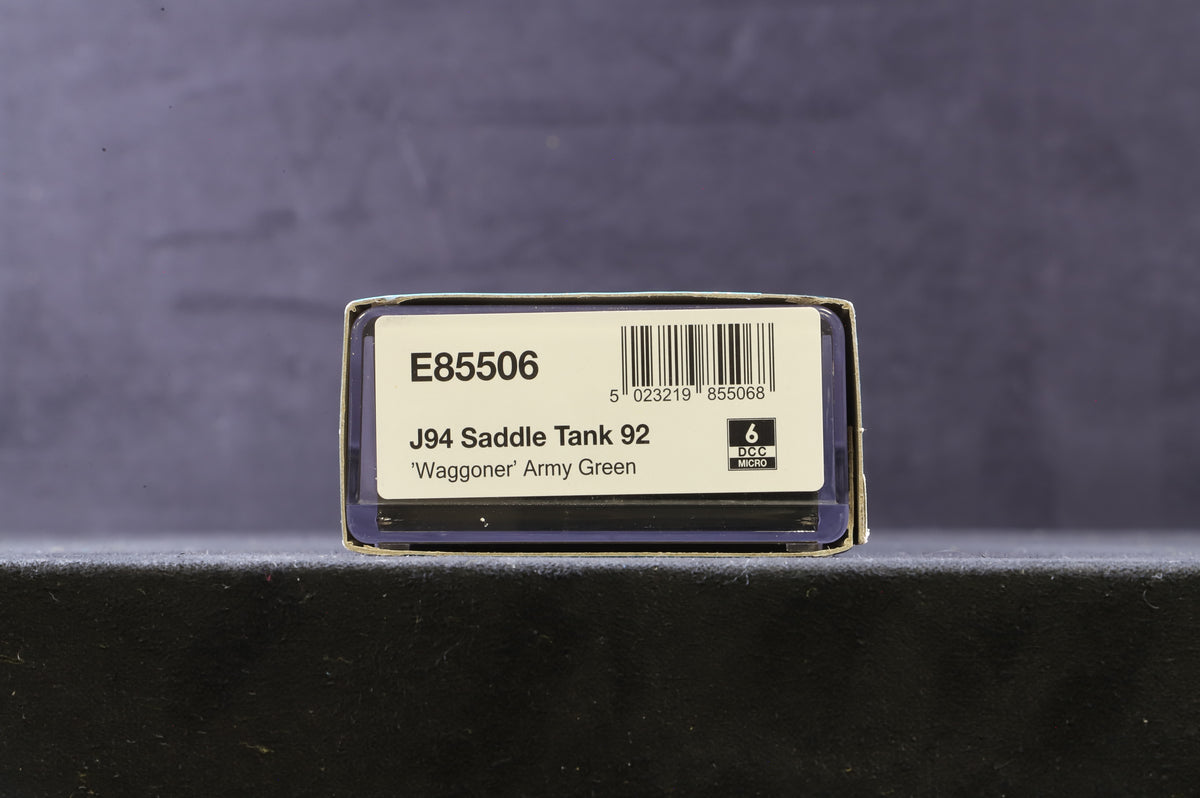 E85506
5 023219 855068
J94 Saddle Tank 92
'Waggoner' Army Green
6
DCC
MICRO